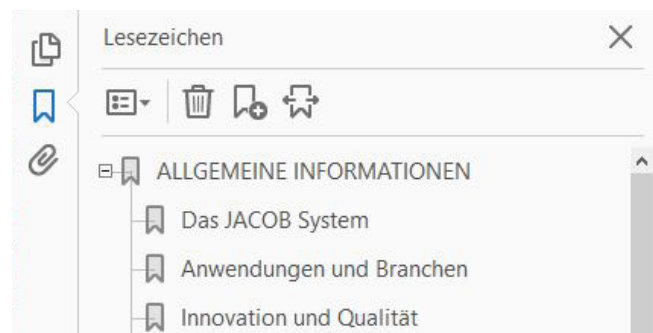 Lesezeichen
ALLGEMEINE INFORMATIONEN
Das JACOB System
Anwendungen und Branchen
Innovation und Qualität